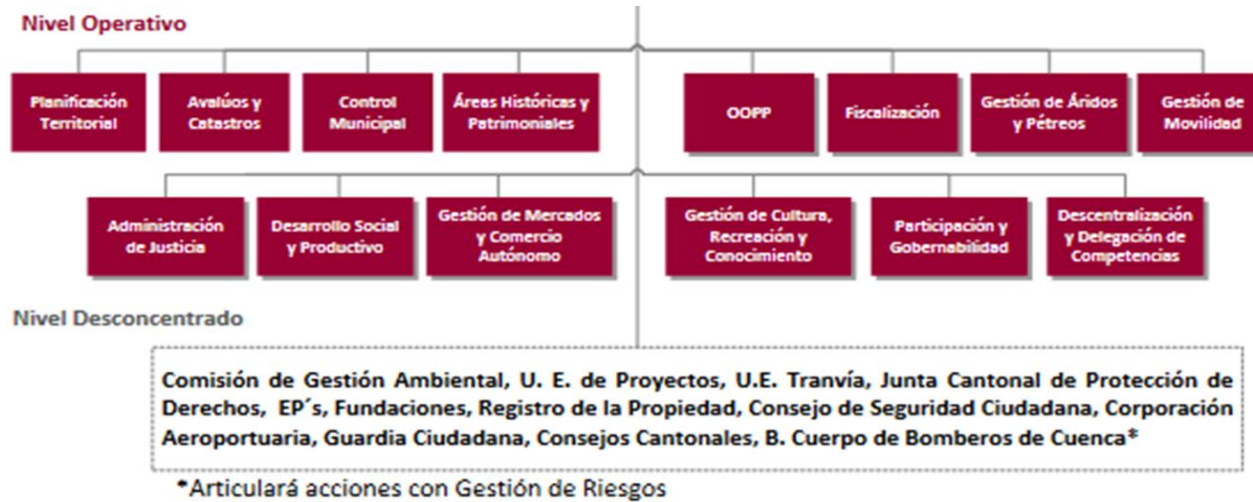 Nivel Operativo
Planificación
Territorial
Avalúos y
Catastros
Control
Municipal
Áreas Históricas y
Patrimoniales
OOPP
Fiscalización
Gestión de Áridos
y Pétreos
Gestión de
Movilidad
Administración
de Justicia
Desarrollo Social
y Productivo
Gestión de Mercados
y Comercio
Autónomo
Gestión de Cultura,
Recreación y
Conocimiento
Participación y
Gobernabilidad
Descentralización
y Delegación de
Competencias
Nivel Desconcentrado
Comisión de Gestión Ambiental, U. E. de Proyectos, U.E. Tranvía, Junta Cantonal de Protección de
Derechos, EP´s, Fundaciones, Registro de la Propiedad, Consejo de Seguridad Ciudadana, Corporación
Aeroportuaria, Guardia Ciudadana, Consejos Cantonales, B. Cuerpo de Bomberos de Cuenca*
*Articulará acciones con Gestión de Riesgos